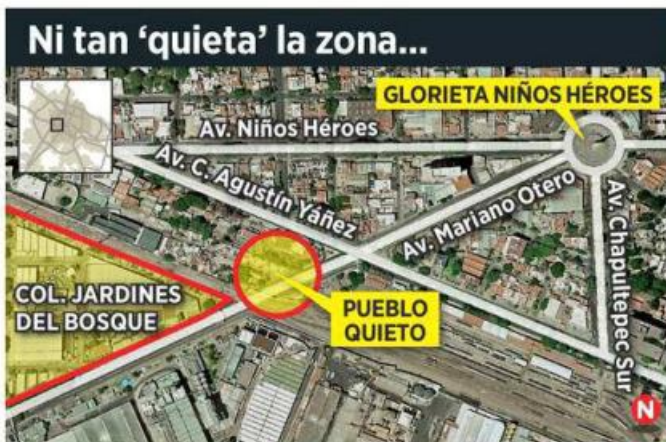 Ni tan ‘quieta’ la zona...
GLORIETA NIÑOS HÉROES
Av. Niños Héroes
Av. C. Agustín Yáñez
Av. Mariano Otero
Av. Chapultepec Sur
COL. JARDINES
DEL BOSQUE
PUEBLO
QUIETO
N